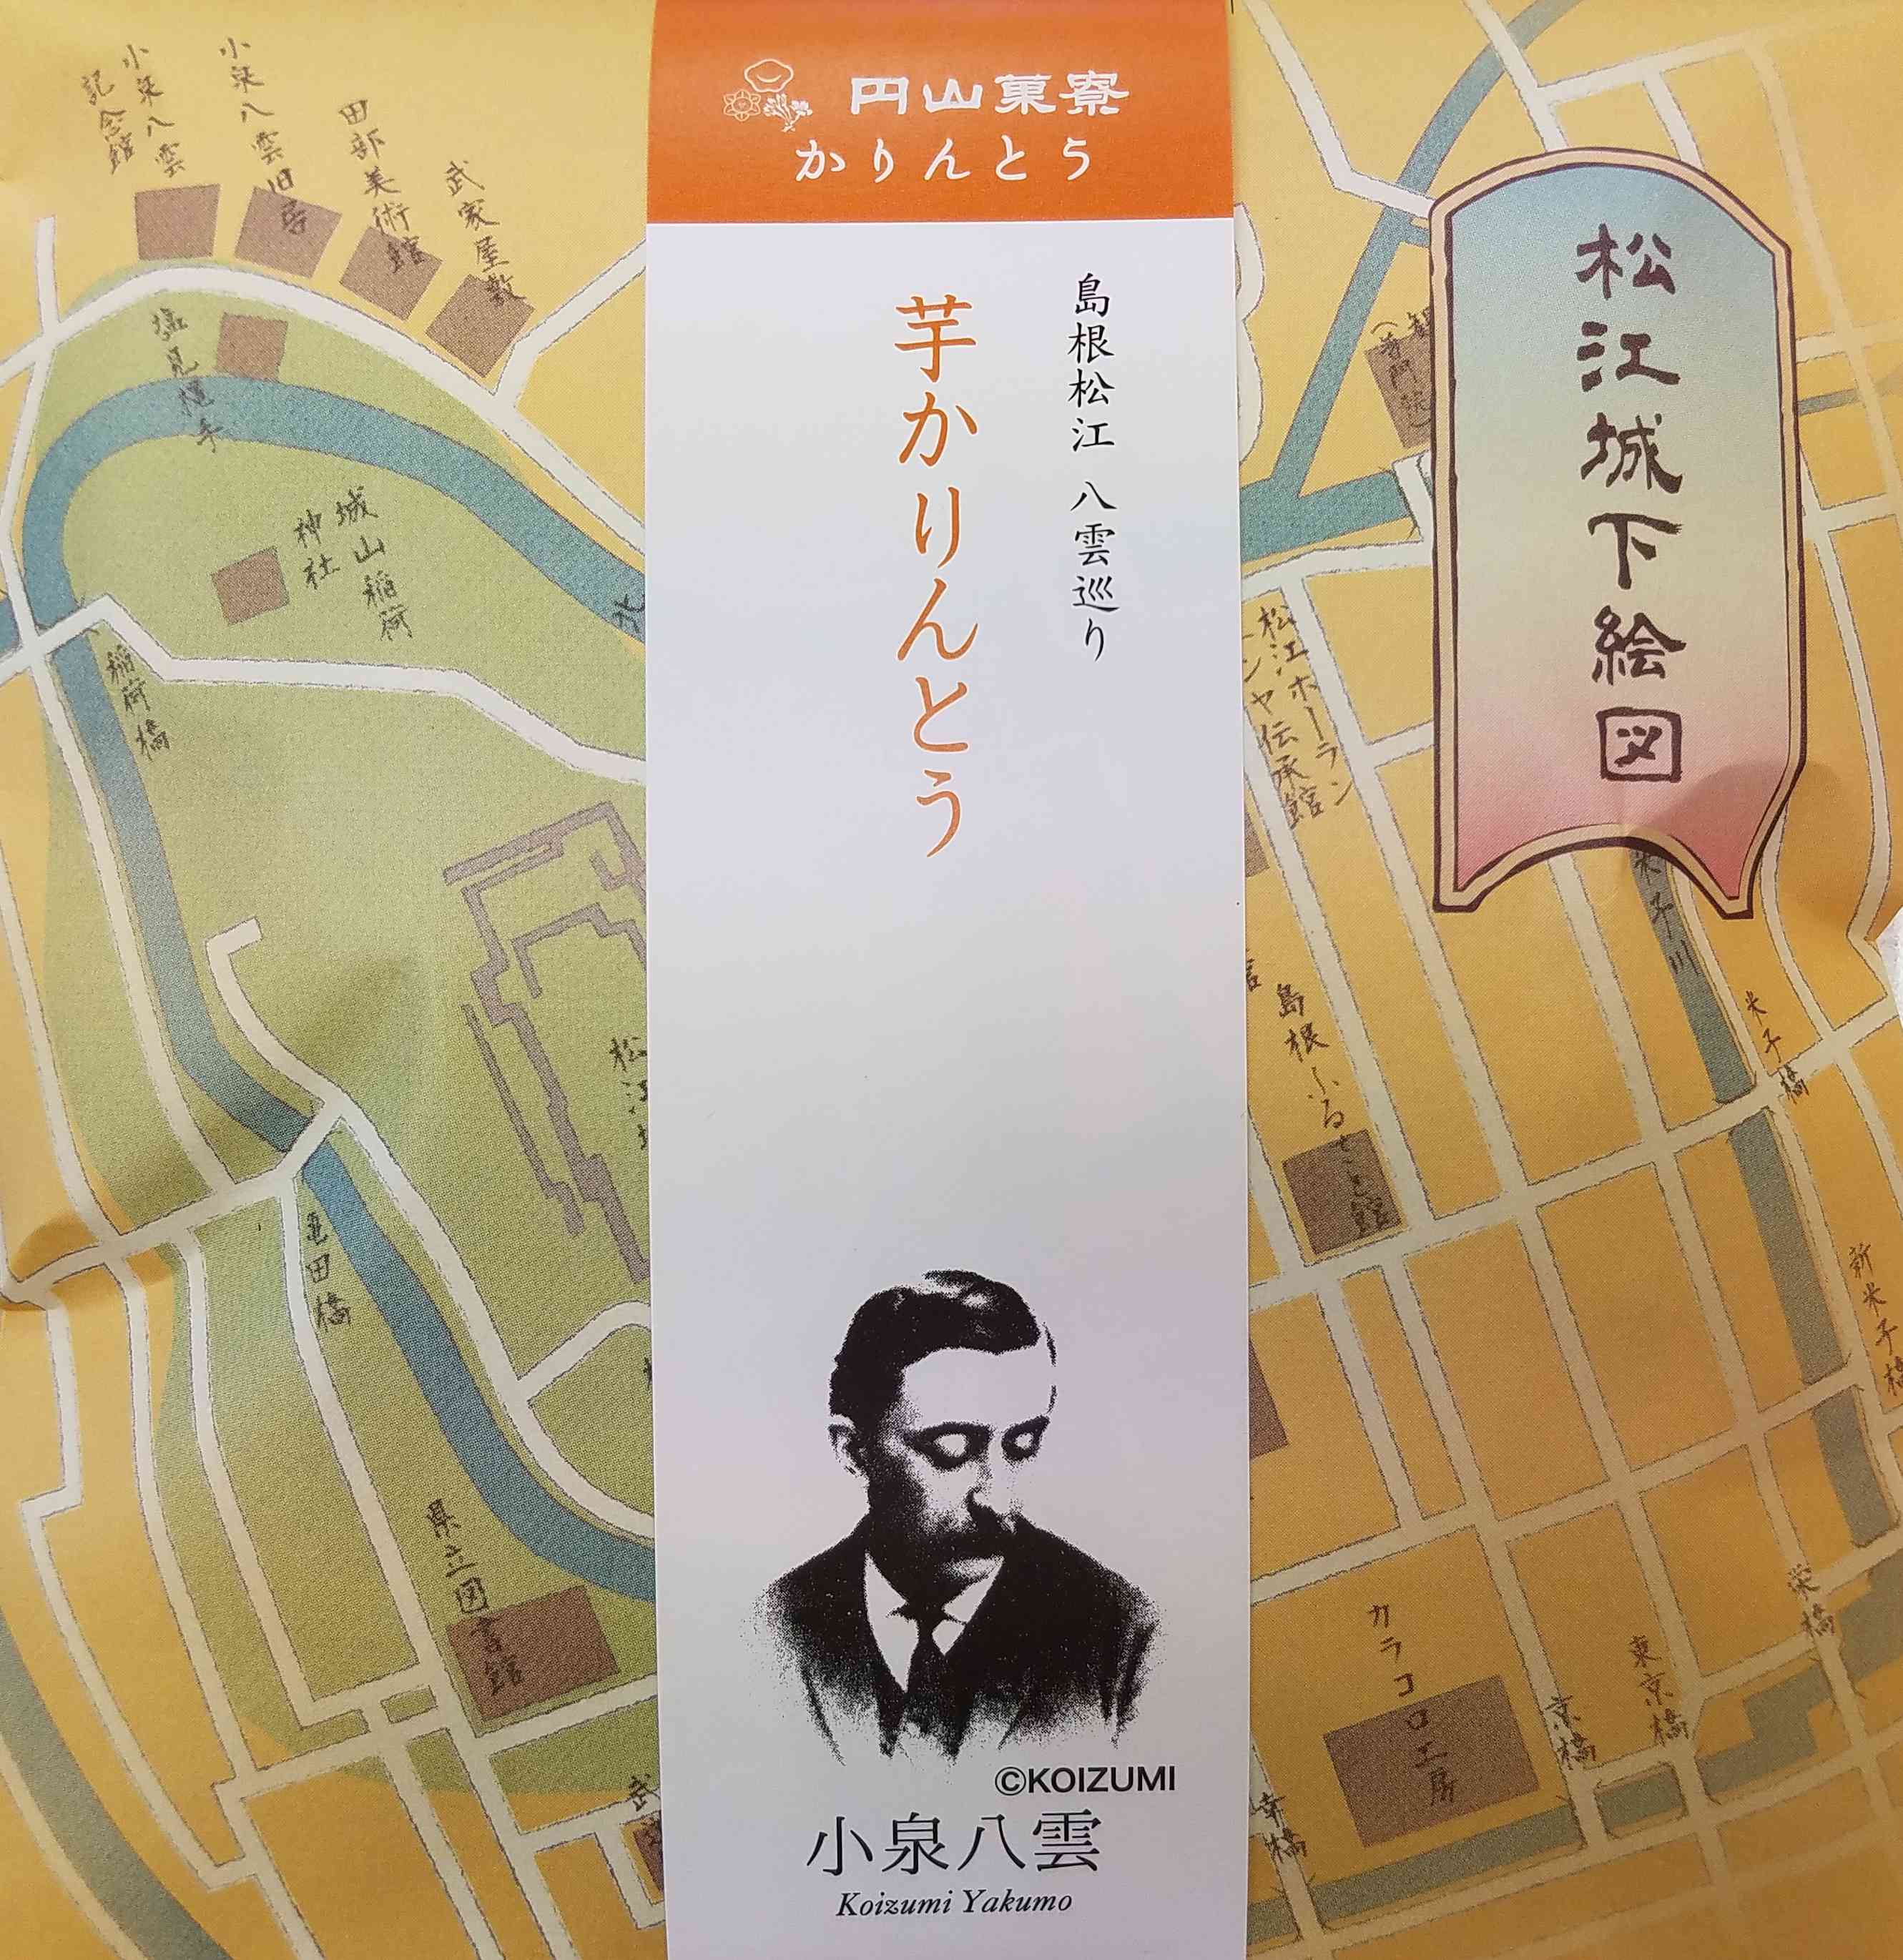 円山菓寮
かりんとう
島根松江 八雲巡り
芋かりんとう
©KOIZUMI
小泉八雲
Koizumi Yakumo
松江城下絵図
小泉八雲
記念館
小泉八雲旧居
田部美術館
武家屋敷
塩見縄手
城山稲荷
神社
稲荷橋
北
亀田橋
県立図書館
武
松江ホーラン
ンヤ伝承館
島根ふるさと館
米子川
米子橋
新米子橋
栄橋
東京橋
京橋
幸橋
カラコロ工房